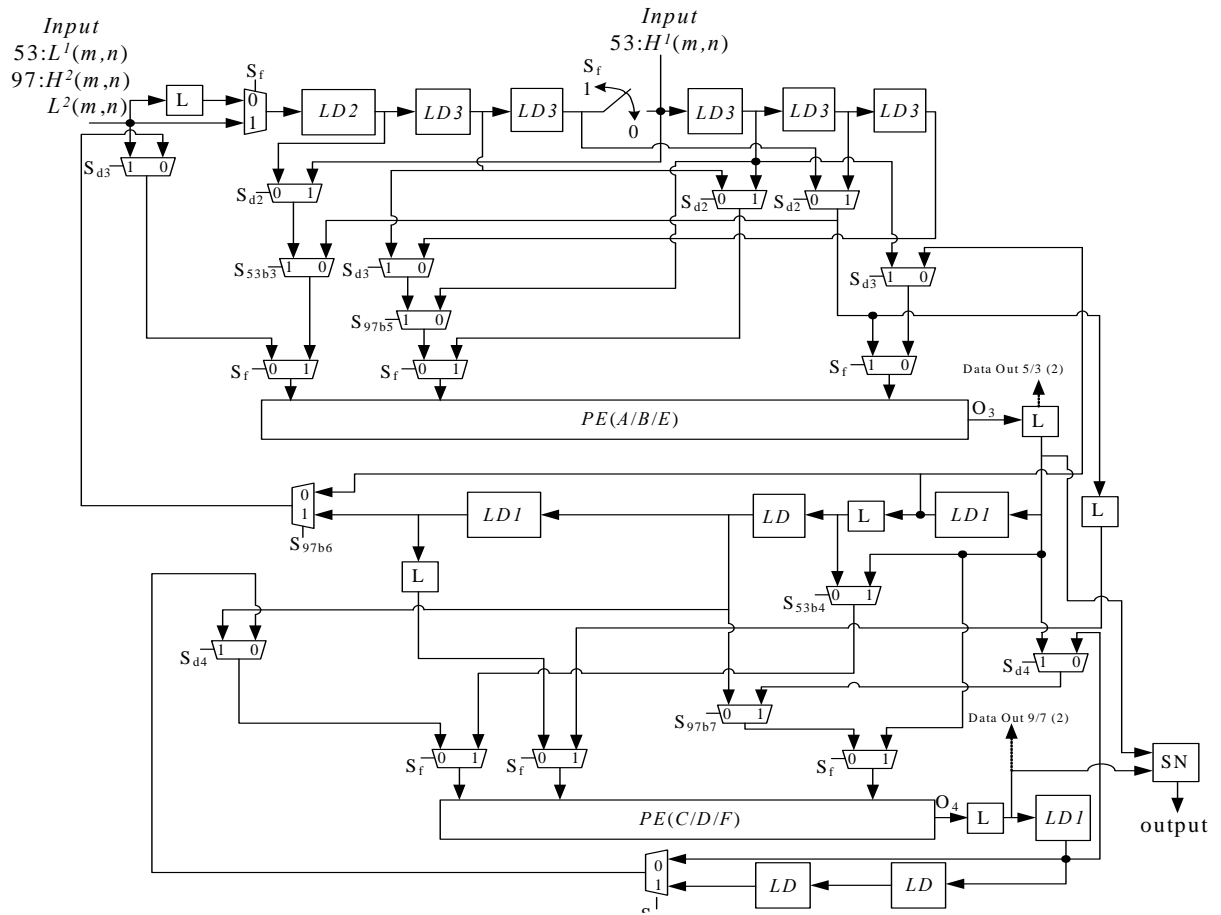 Input
53:L¹(m,n)
97:H²(m,n)
L²(m,n)
Input
53:H¹(m,n)
S_f
L
0
1
LD2
LD3
LD3
S_f
1
0
LD3
LD3
LD3
S_d3
1 0
S_d2
0 1
S_d2
0 1
S_d2
0 1
S_53b3
1 0
S_d3
1 0
S_d3
1 0
S_97b5
1 0
S_f
0 1
S_f
0 1
S_f
1 0
Data Out 5/3 (2)
PE(A/B/E)
O₃
L
0
1
S_97b6
LD1
LD
L
LD1
L
L
S_53b4
0 1
S_d4
1 0
S_d4
1 0
S_97b7
0 1
Data Out 9/7 (2)
S_f
0 1
S_f
0 1
S_f
0 1
SN
output
PE(C/D/F)
O₄
L
LD1
0
1
LD
LD